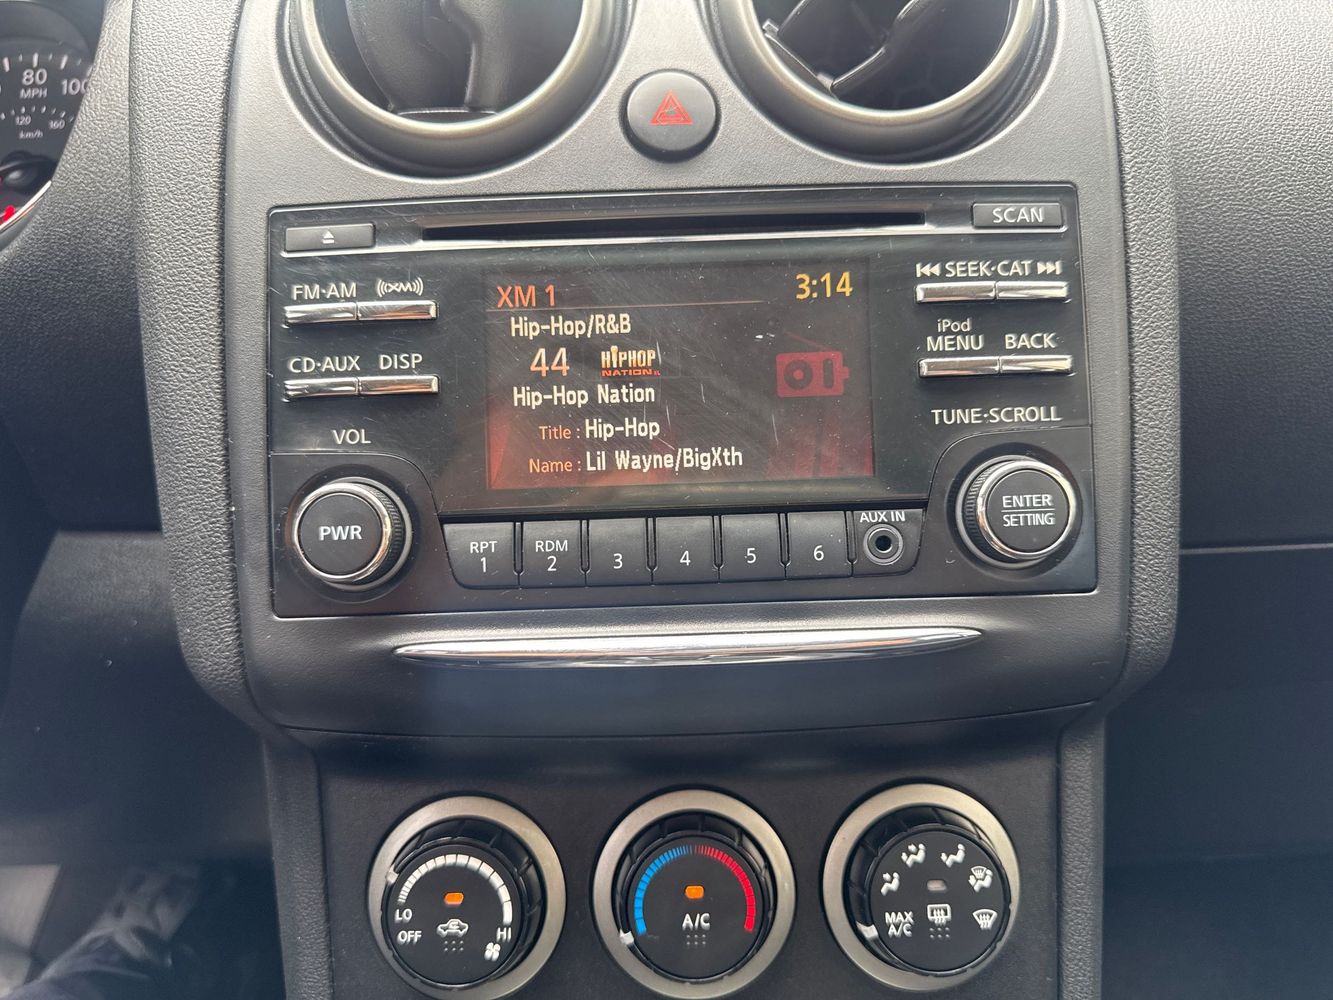 80
MPH
100
120
160
km/h
SCAN
FM·AM
((XM))
SEEK·CAT
CD·AUX
DISP
iPod
MENU
BACK
VOL
TUNE·SCROLL
PWR
ENTER
SETTING
XM 1
3:14
Hip-Hop/R&B
44
HIPHOP
NATION
Hip-Hop Nation
Title : Hip-Hop
Name : Lil Wayne/BigXth
RPT
1
RDM
2
3
4
5
6
AUX IN
LO
OFF
HI
A/C
MAX
A/C